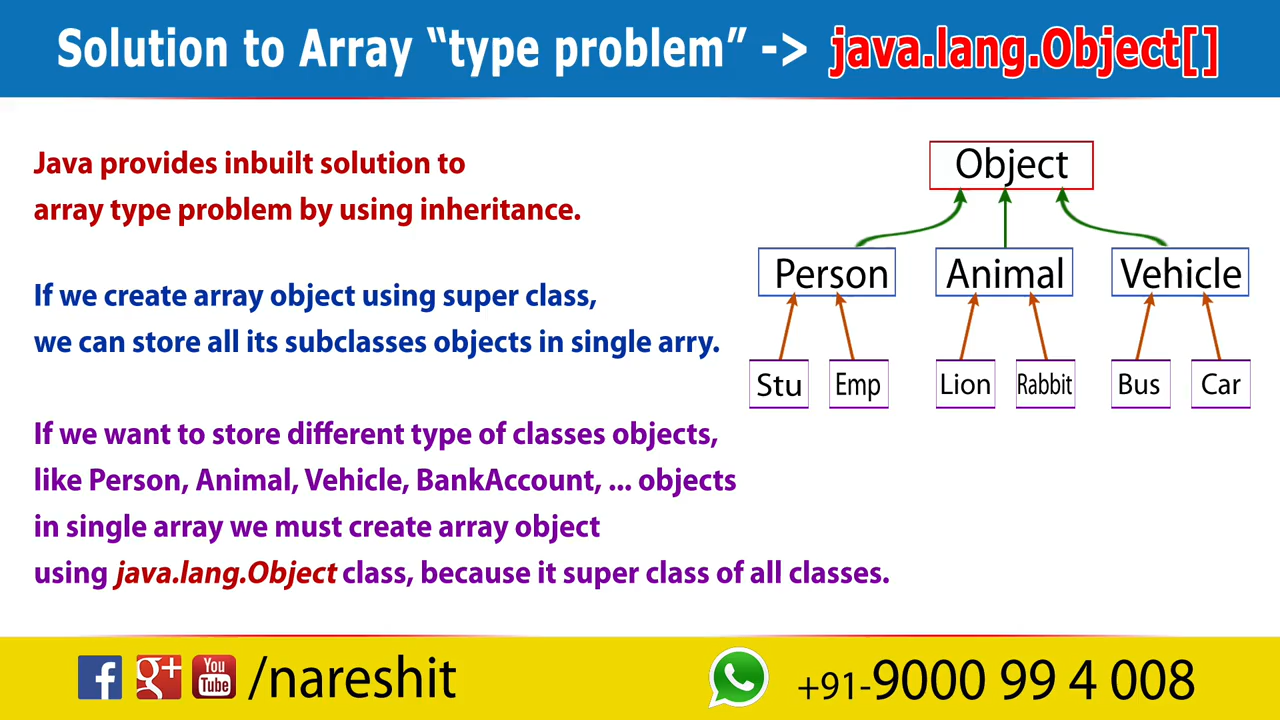 Solution to Array “type problem” -> java.lang.Object[]
Java provides inbuilt solution to
array type problem by using inheritance.
If we create array object using super class,
we can store all its subclasses objects in single arry.
If we want to store different type of classes objects,
like Person, Animal, Vehicle, BankAccount, ... objects
in single array we must create array object
using java.lang.Object class, because it super class of all classes.
Object
Person Animal Vehicle
Stu Emp Lion Rabbit Bus Car
f g+ You Tube /nareshit +91-9000 99 4 008